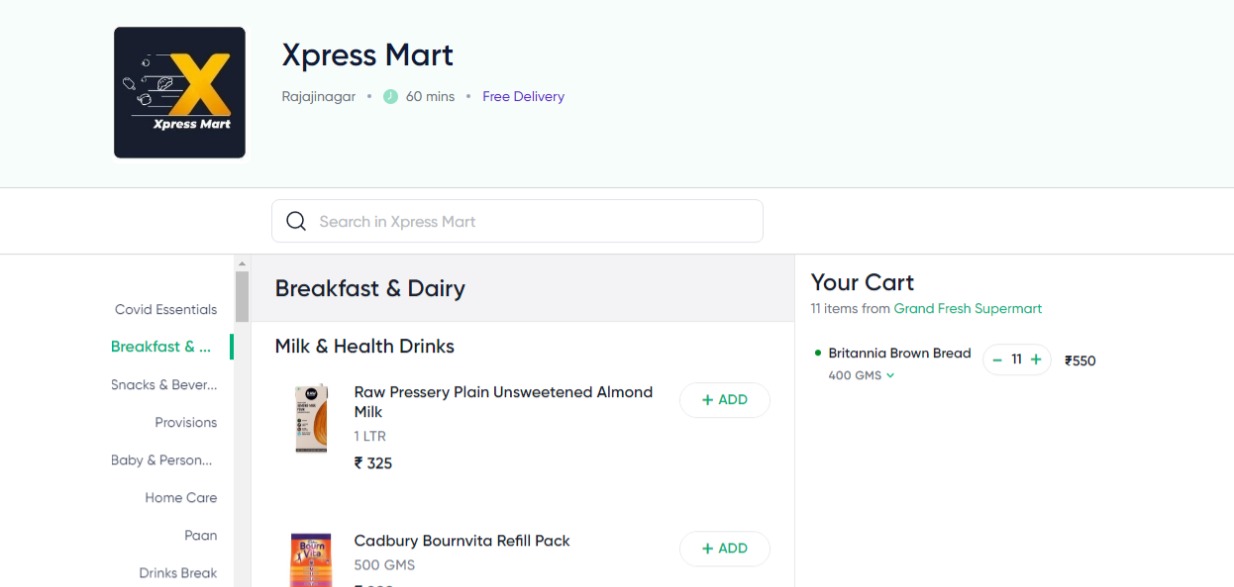 Xpress Mart
Xpress Mart
Rajajinagar • 60 mins • Free Delivery
Search in Xpress Mart
Covid Essentials
Breakfast & ...
Snacks & Bever...
Provisions
Baby & Person...
Home Care
Paan
Drinks Break
Breakfast & Dairy
Milk & Health Drinks
Raw Pressery Plain Unsweetened Almond
Milk
1 LTR
₹ 325
+ ADD
Cadbury Bournvita Refill Pack
500 GMS
+ ADD
Bourn
Vita
Your Cart
11 items from Grand Fresh Supermart
Britannia Brown Bread
400 GMS
− 11 +
₹550